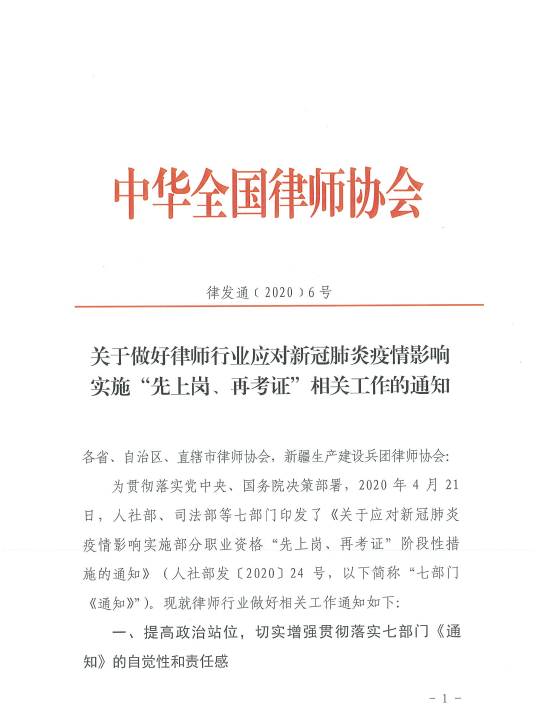 中华全国律师协会
律发通﹝2020﹞6号
关于做好律师行业应对新冠肺炎疫情影响
实施“先上岗、再考证”相关工作的通知
各省、自治区、直辖市律师协会，新疆生产建设兵团律师协会：
为贯彻落实党中央、国务院决策部署，2020 年 4 月 21
日，人社部、司法部等七部门印发了《关于应对新冠肺炎
疫情影响实施部分职业资格“先上岗、再考证”阶段性措
施的通知》（人社部发〔2020〕24 号，以下简称“七部门
《通知》”）。现就律师行业做好相关工作通知如下：
一、提高政治站位，切实增强贯彻落实七部门《通
知》的自觉性和责任感
- 1 -